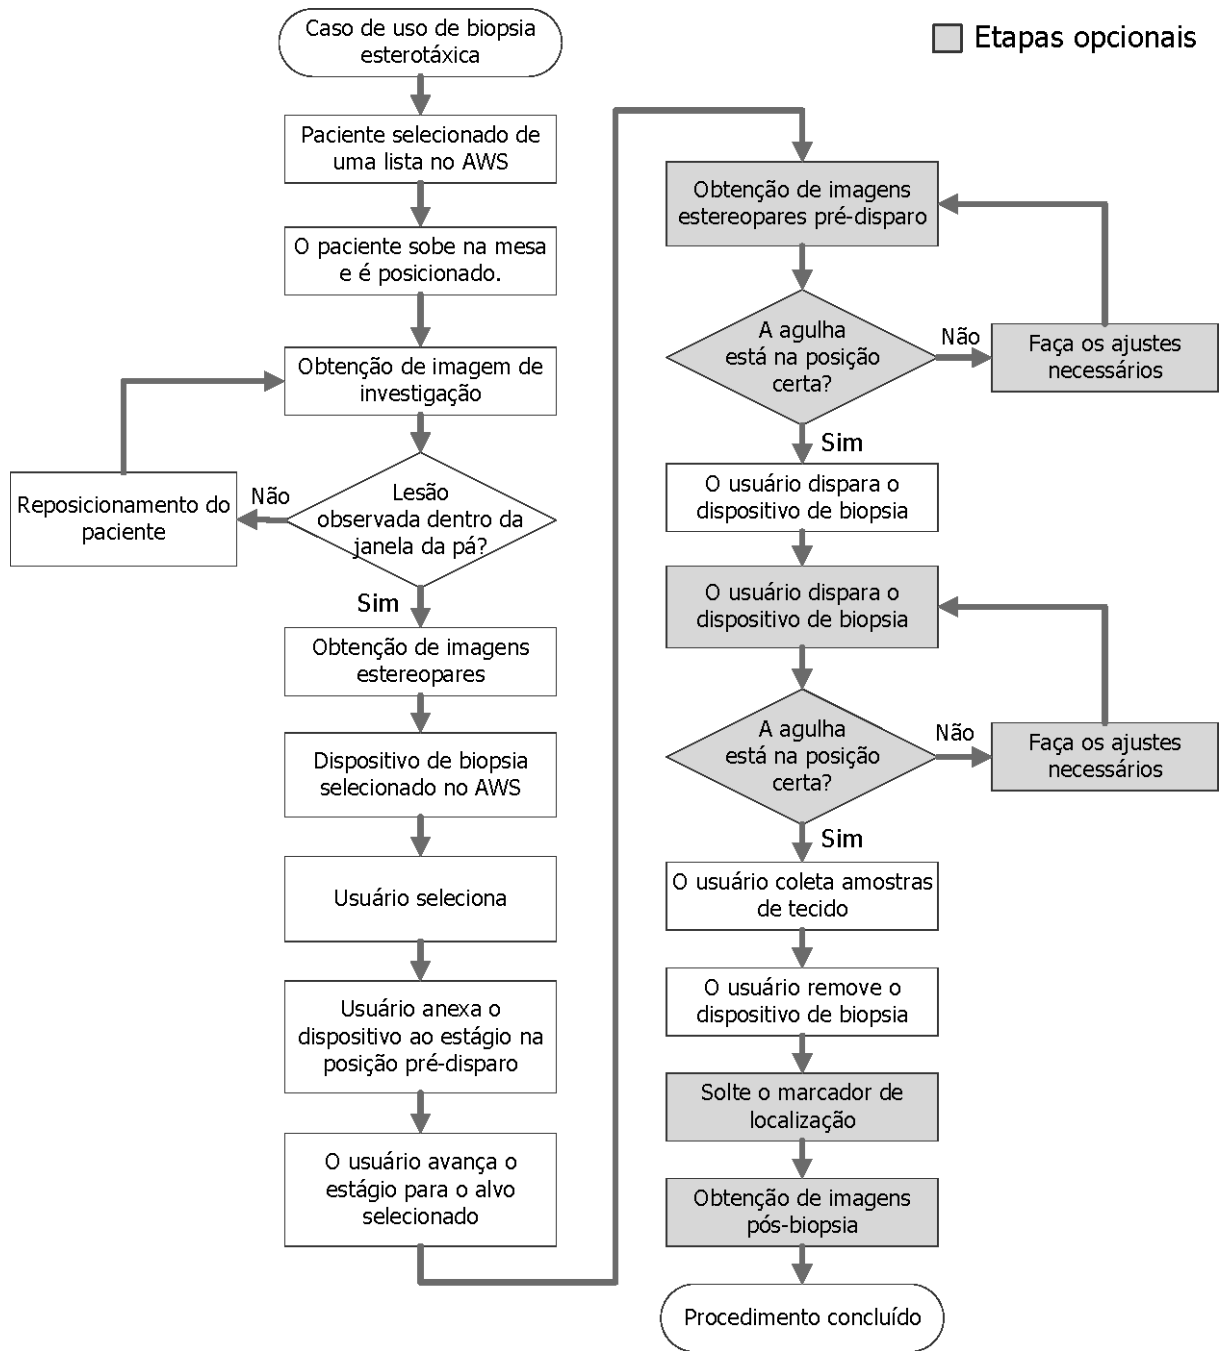 Caso de uso de biopsia
esterotáxica
Etapas opcionais
Paciente selecionado de
uma lista no AWS
O paciente sobe na mesa
e é posicionado.
Obtenção de imagem de
investigação
Lesão
observada dentro da
janela da pá?
Não
Reposicionamento do
paciente
Sim
Obtenção de imagens
estereopares
Dispositivo de biopsia
selecionado no AWS
Usuário seleciona
Usuário anexa o
dispositivo ao estágio na
posição pré-disparo
O usuário avança o
estágio para o alvo
selecionado
Obtenção de imagens
estereopares pré-disparo
A agulha
está na posição
certa?
Não
Faça os ajustes
necessários
Sim
O usuário dispara o
dispositivo de biopsia
O usuário dispara o
dispositivo de biopsia
A agulha
está na posição
certa?
Não
Faça os ajustes
necessários
Sim
O usuário coleta amostras
de tecido
O usuário remove o
dispositivo de biopsia
Solte o marcador de
localização
Obtenção de imagens
pós-biopsia
Procedimento concluído